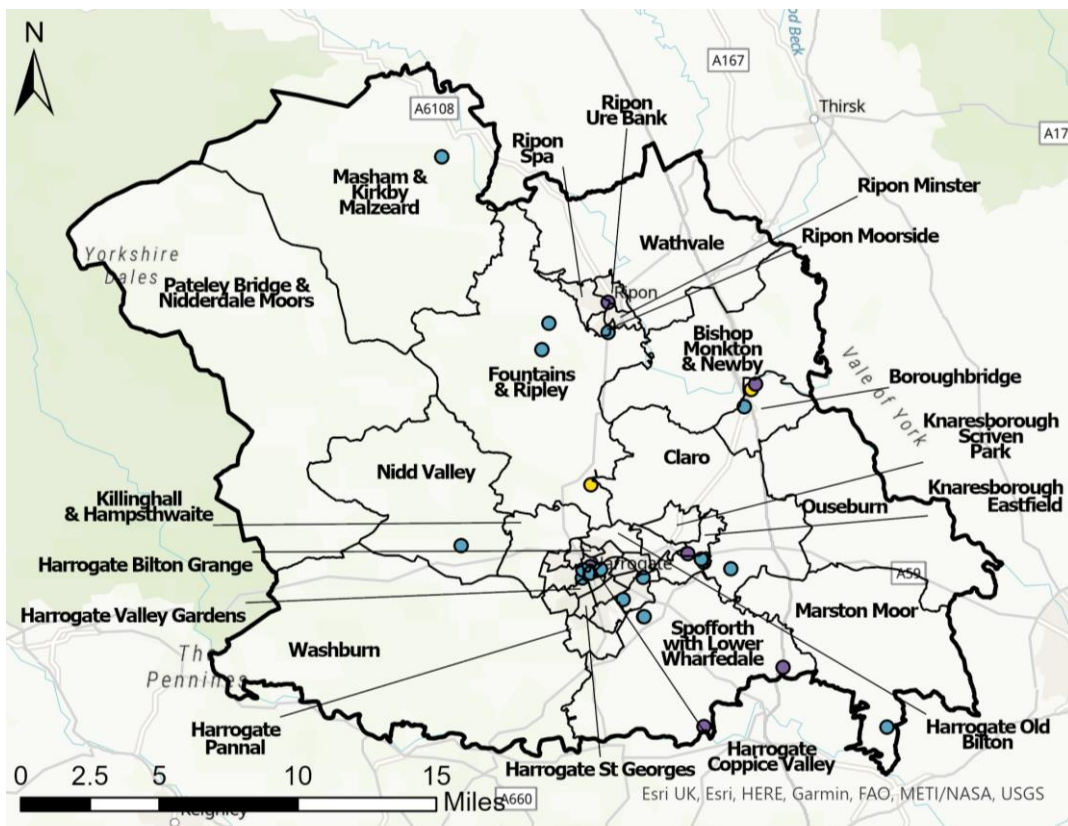 N
A6108
od Beck
A167
Thirsk
A17
Ripon
Ure Bank
Ripon
Spa
Masham &
Kirkby
Malzeard
Ripon Minster
Wathvale
Ripon Moorside
Yorkshire
Dales
Pateley Bridge &
Nidderdale Moors
Ripon
Bishop
Monkton
& Newby
Fountains
& Ripley
Vale of York
Boroughbridge
Knaresborough
Scriven
Park
Claro
Nidd Valley
Knaresborough
Eastfield
Killinghall
& Hampsthwaite
Ouseburn
Harrogate Bilton Grange
Harrogate
A59
Harrogate Valley Gardens
Marston Moor
Spofforth
with Lower
Wharfedale
Washburn
The
Pennines
Harrogate
Pannal
Harrogate Old
Bilton
Harrogate St Georges
Harrogate
Coppice Valley
0 2.5 5 10 15
Miles
A660
Keighley
Esri UK, Esri, HERE, Garmin, FAO, METI/NASA, USGS